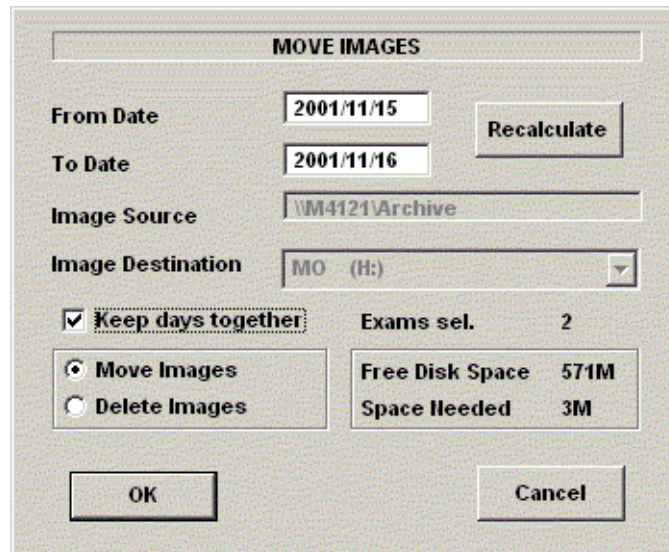 MOVE IMAGES
From Date 2001/11/15
Recalculate
To Date 2001/11/16
Image Source \\M4121\Archive
Image Destination MO (H:)
Keep days together Exams sel. 2
Move Images Free Disk Space 571M
Delete Images Space Needed 3M
OK Cancel